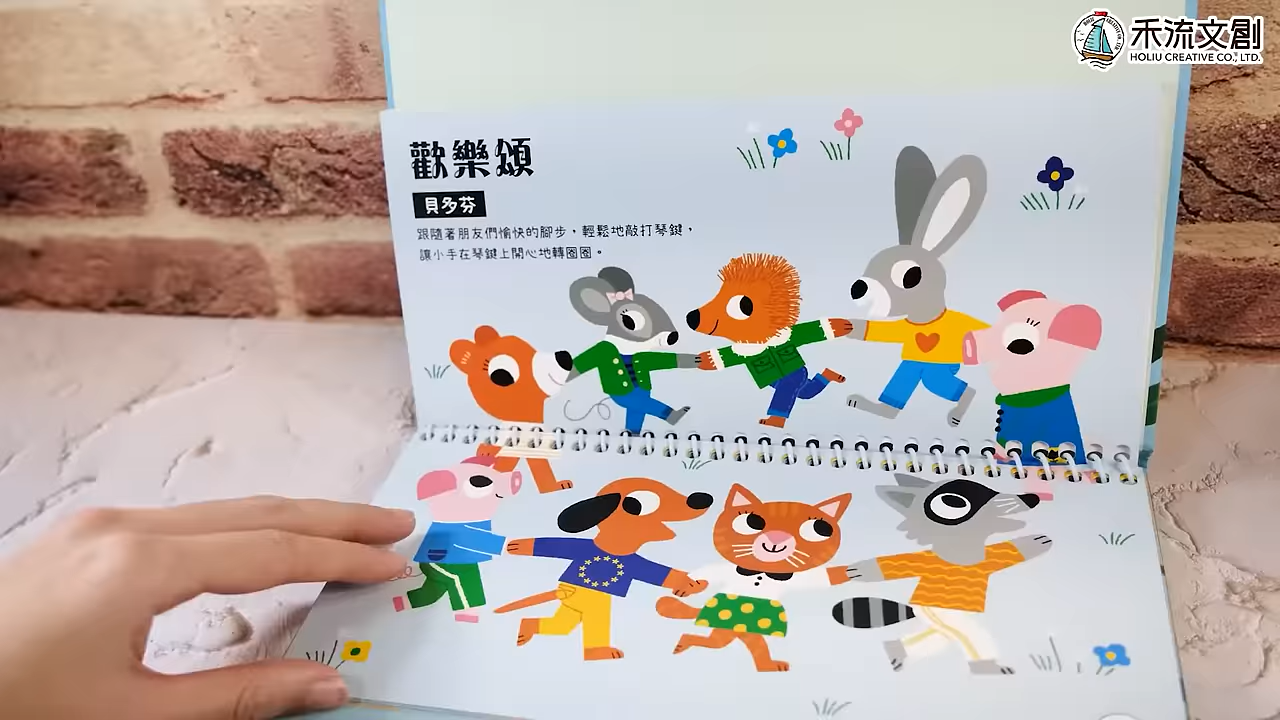 禾流文創
HOLIU CREATIVE CO., LTD.
歡樂頌
貝多芬
跟隨著朋友們愉快的腳步，輕鬆地敲打琴鍵，
讓小手在琴鍵上開心地轉圈圈。